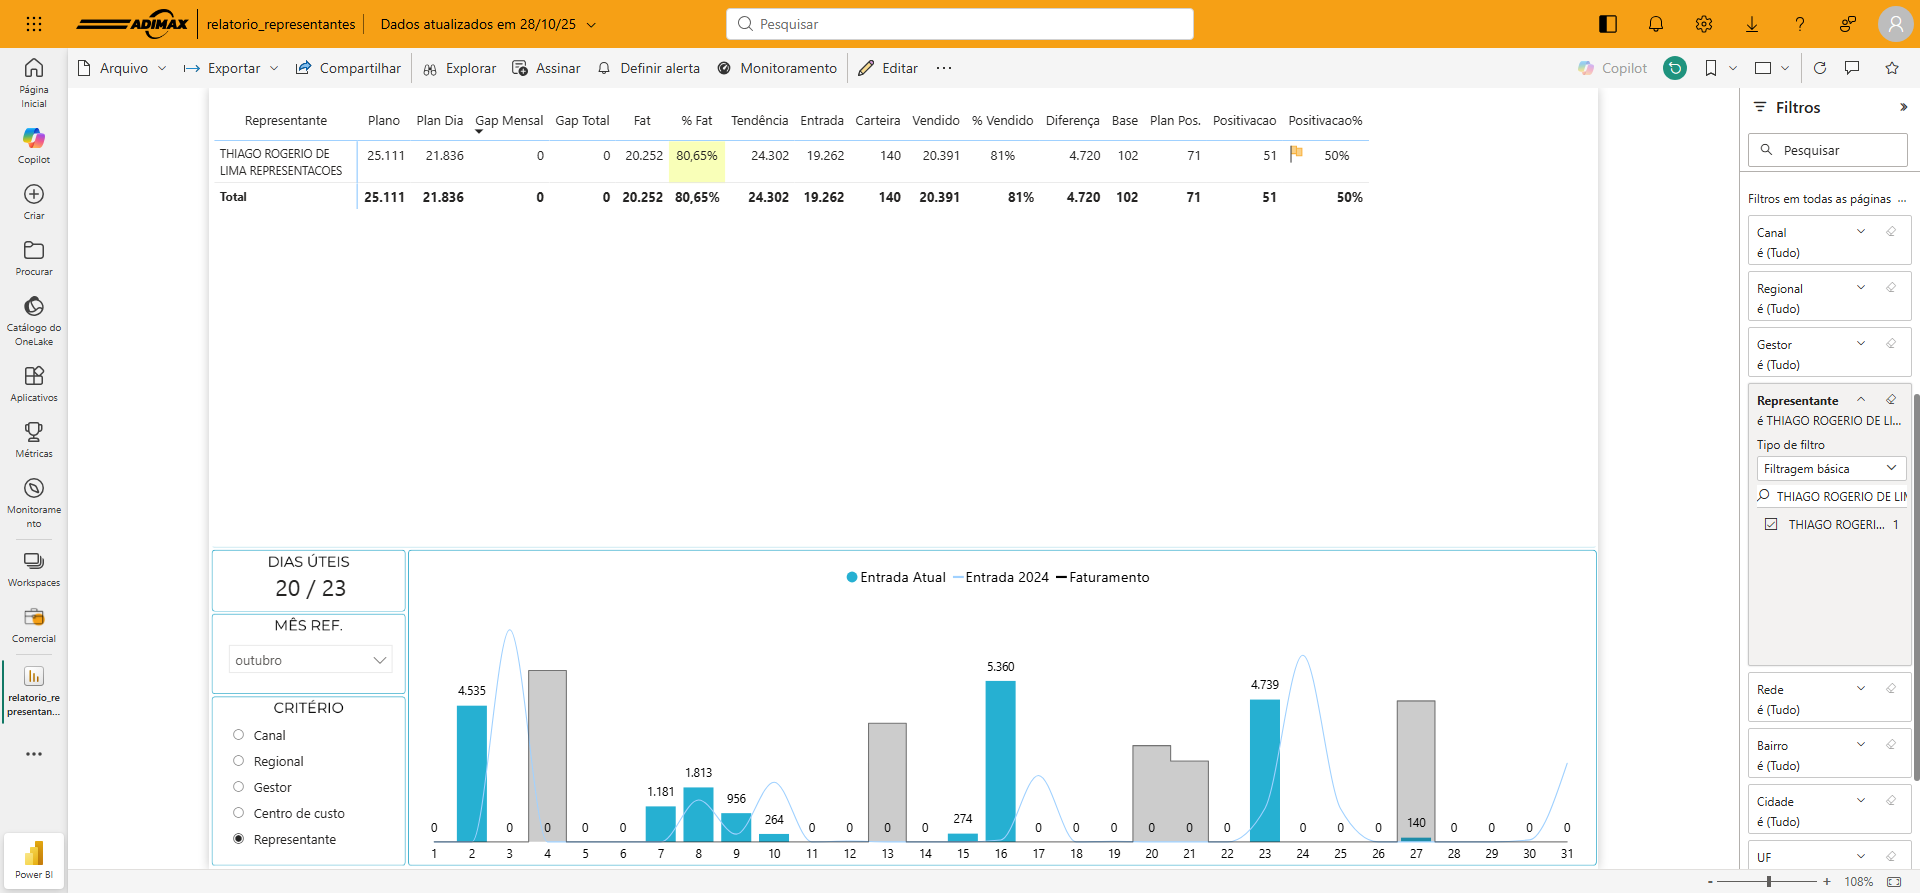 ADIMAX
relatorio_representantes
Dados atualizados em 28/10/25
Pesquisar
Arquivo
Exportar
Compartilhar
Explorar
Assinar
Definir alerta
Monitoramento
Editar
Copilot
Página
Inicial
Copilot
Criar
Procurar
Catálogo do
OneLake
Aplicativos
Métricas
Monitorame
nto
Workspaces
Comercial
relatorio_re
presentan...
Power BI
Representante Plano Plan Dia Gap Mensal Gap Total Fat % Fat Tendência Entrada Carteira Vendido % Vendido Diferença Base Plan Pos. Positivacao Positivacao%
THIAGO ROGERIO DE
LIMA REPRESENTACOES
25.111 21.836 0 0 20.252 80,65% 24.302 19.262 140 20.391 81% 4.720 102 71 51 50%
Total 25.111 21.836 0 0 20.252 80,65% 24.302 19.262 140 20.391 81% 4.720 102 71 51 50%
DIAS ÚTEIS
20 / 23
MÊS REF.
outubro
CRITÉRIO
Canal
Regional
Gestor
Centro de custo
Representante
Entrada Atual Entrada 2024 Faturamento
0 4.535 0 0 0 0 1.181 1.813 956 264 0 0 0 0 274 5.360 0 0 0 0 0 0 4.739 0 0 0 140 0 0 0 0
1 2 3 4 5 6 7 8 9 10 11 12 13 14 15 16 17 18 19 20 21 22 23 24 25 26 27 28 29 30 31
Filtros
Pesquisar
Filtros em todas as páginas ...
Canal
é (Tudo)
Regional
é (Tudo)
Gestor
é (Tudo)
Representante
é THIAGO ROGERIO DE LI...
Tipo de filtro
Filtragem básica
THIAGO ROGERIO DE LIM
THIAGO ROGERI... 1
Rede
é (Tudo)
Bairro
é (Tudo)
Cidade
é (Tudo)
UF
- + 108%